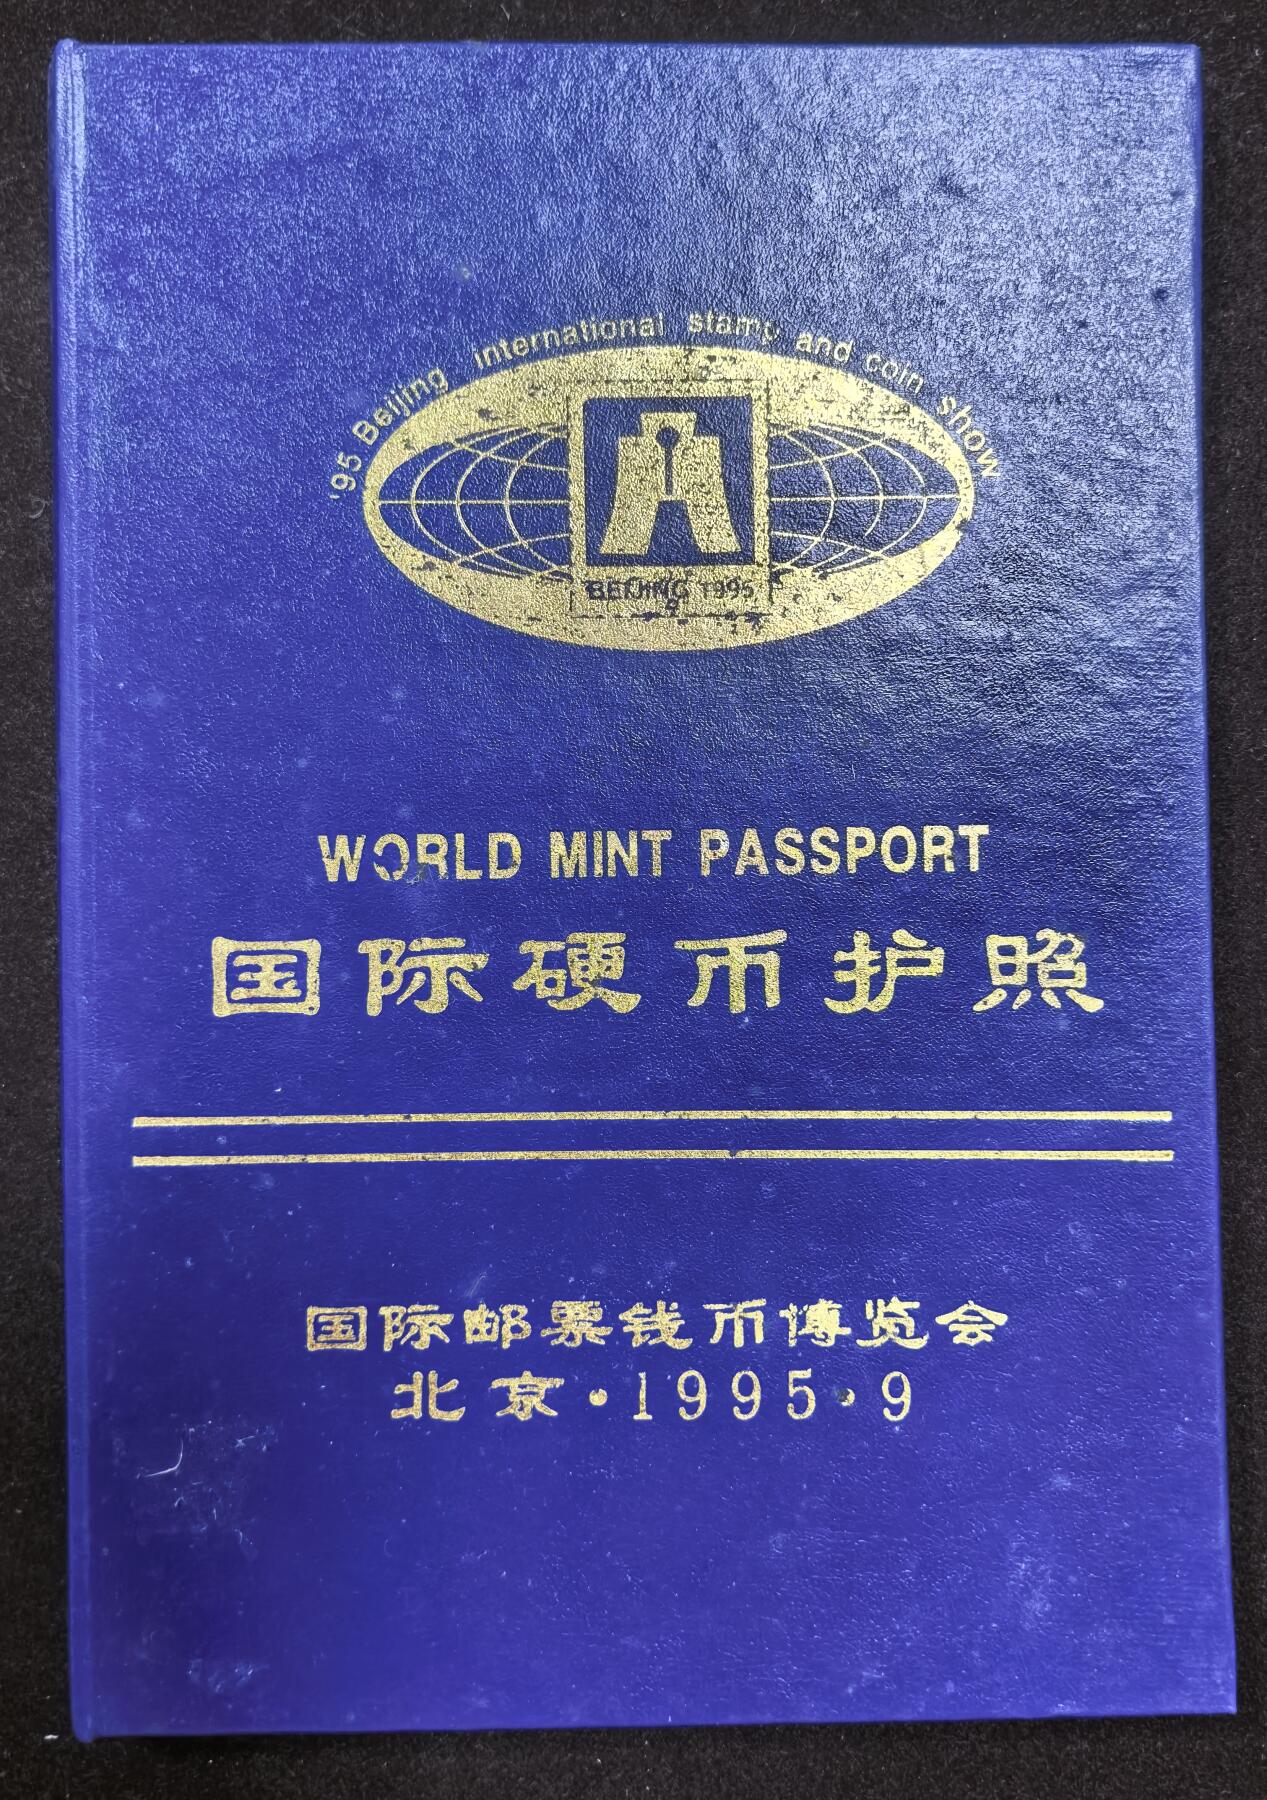 '95 Beijing international stamp and coin show
BEIJING 1995
WORLD MINT PASSPORT
国际硬币护照
国际邮票钱币博览会
北京·1995·9